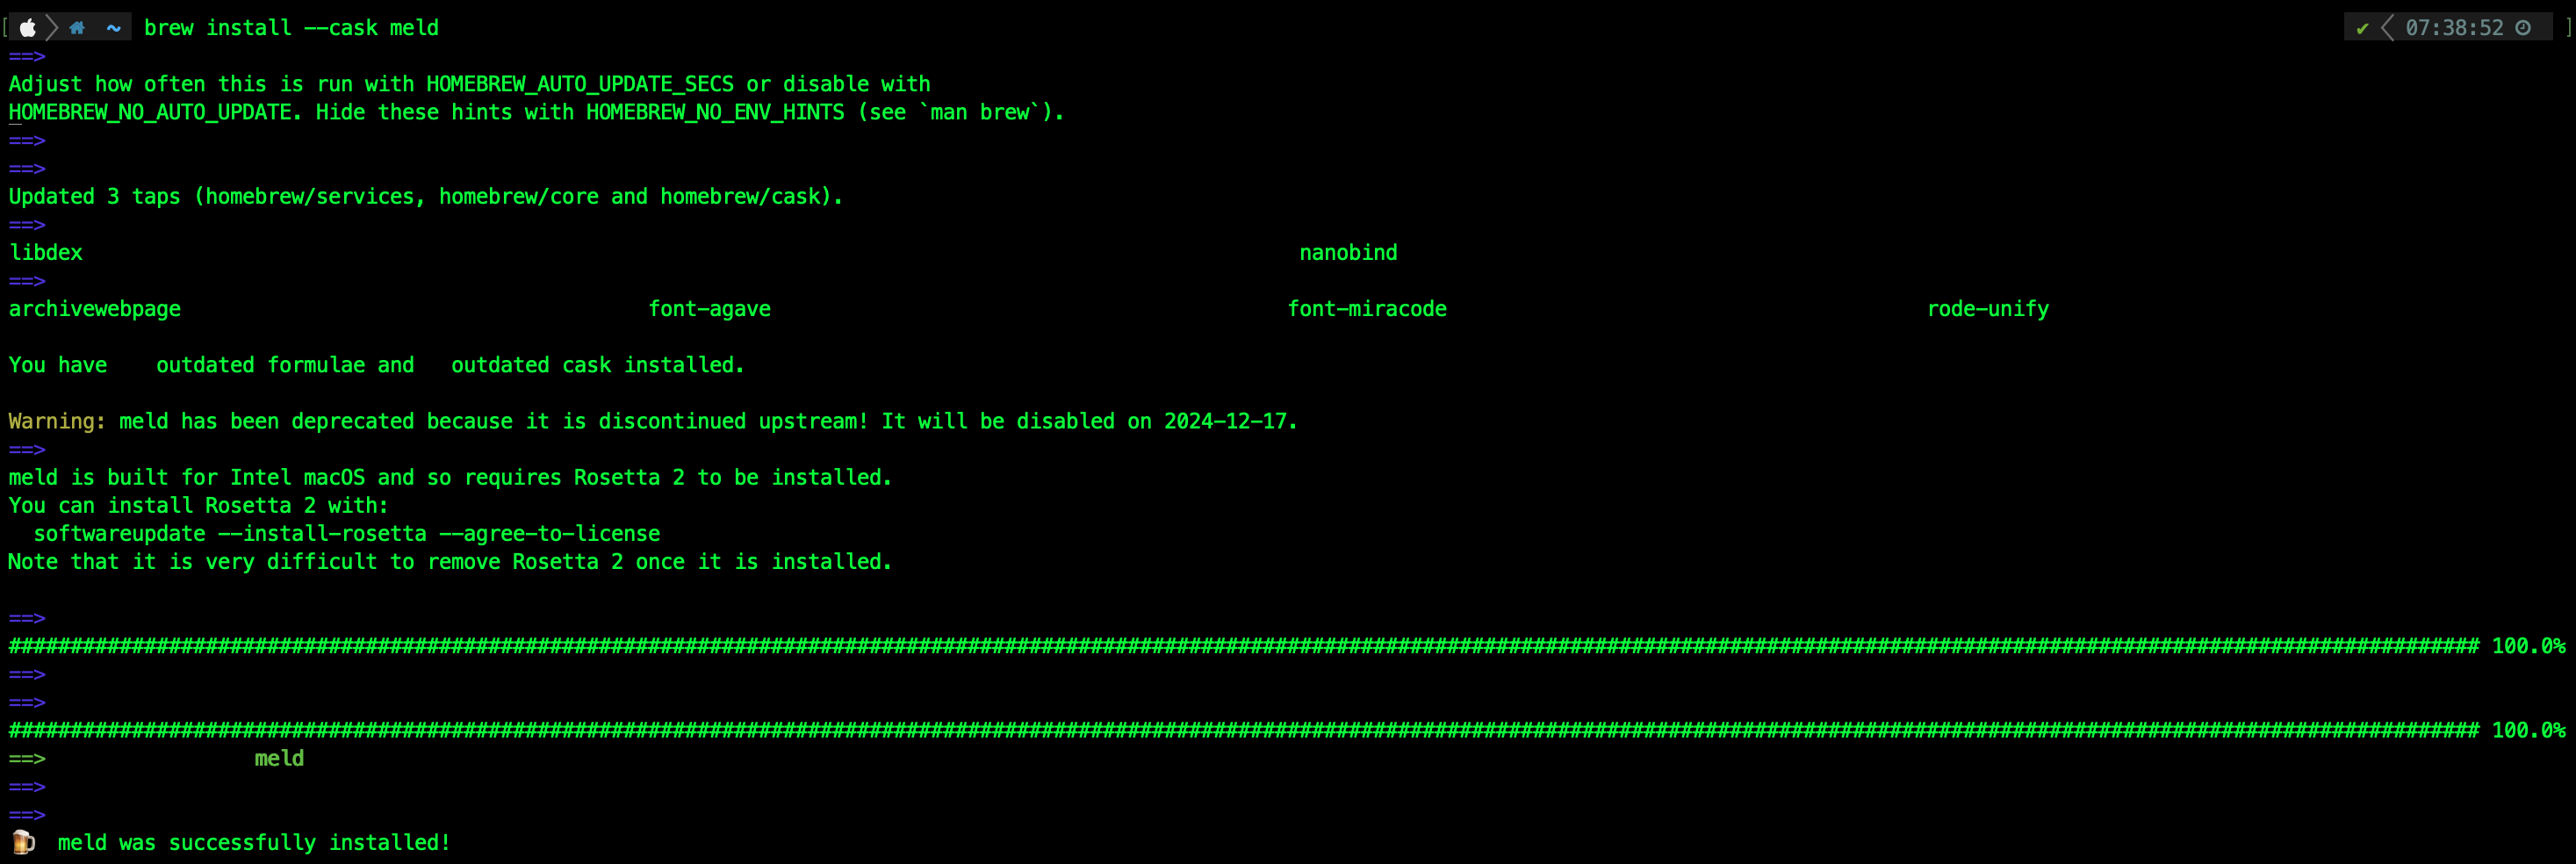 ~ brew install --cask meld ✔ 07:38:52
==>
Adjust how often this is run with HOMEBREW_AUTO_UPDATE_SECS or disable with
HOMEBREW_NO_AUTO_UPDATE. Hide these hints with HOMEBREW_NO_ENV_HINTS (see `man brew`).
==>
==>
Updated 3 taps (homebrew/services, homebrew/core and homebrew/cask).
==>
libdex nanobind
==>
archivewebpage font-agave font-miracode rode-unify
You have outdated formulae and outdated cask installed.
Warning: meld has been deprecated because it is discontinued upstream! It will be disabled on 2024-12-17.
==>
meld is built for Intel macOS and so requires Rosetta 2 to be installed.
You can install Rosetta 2 with:
softwareupdate --install-rosetta --agree-to-license
Note that it is very difficult to remove Rosetta 2 once it is installed.
==>
######################################################################## 100.0%
==>
==>
######################################################################## 100.0%
==> meld
==>
==>
🍺 meld was successfully installed!